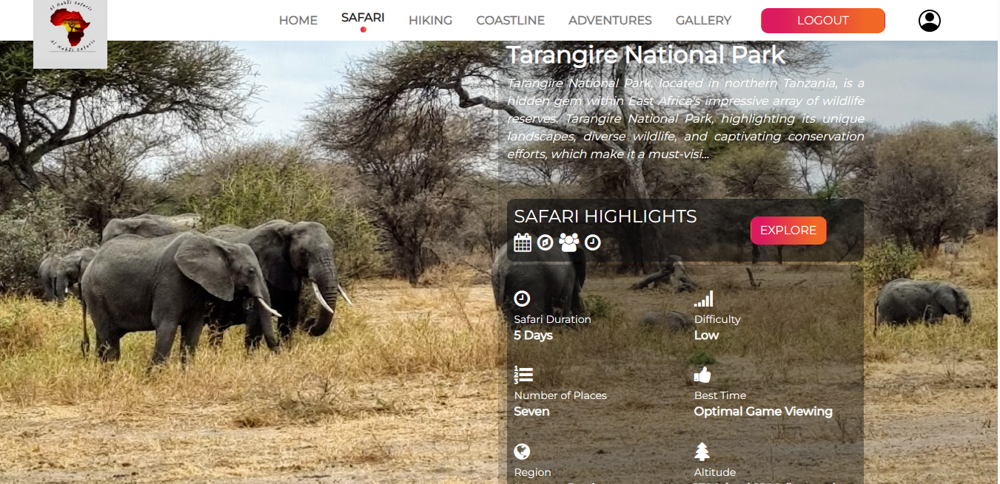 Al Nahdi Safaris
HOME
SAFARI
HIKING
COASTLINE
ADVENTURES
GALLERY
LOGOUT
Al Nahdi Safaris
Tarangire National Park
Tarangire National Park, located in northern Tanzania, is a
hidden gem within East Africa's impressive array of wildlife
reserves. Tarangire National Park, highlighting its unique
landscapes, diverse wildlife, and captivating conservation
efforts, which make it a must-visi...
SAFARI HIGHLIGHTS
EXPLORE
Safari Duration
5 Days
Difficulty
Low
Number of Places
Seven
Best Time
Optimal Game Viewing
Region
Altitude